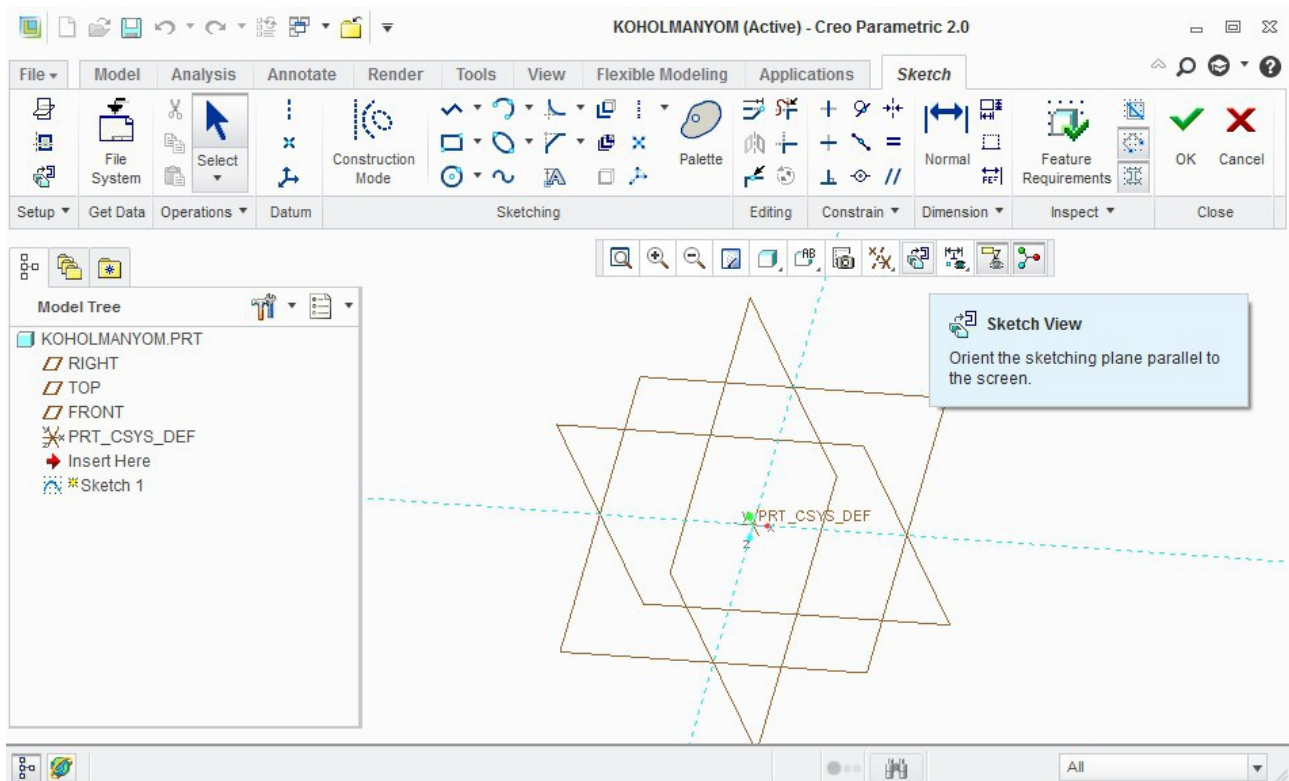 KOHOLMANYOM (Active) - Creo Parametric 2.0
File Model Analysis Annotate Render Tools View Flexible Modeling Applications Sketch
File System
Select
Construction Mode
Palette
Normal
Feature Requirements
OK Cancel
Setup Get Data Operations Datum Sketching Editing Constrain Dimension Inspect Close
Model Tree
KOHOLMANYOM.PRT
RIGHT
TOP
FRONT
PRT_CSYS_DEF
Insert Here
Sketch 1
Sketch View
Orient the sketching plane parallel to
the screen.
PRT_CSYS_DEF
X
Z
All